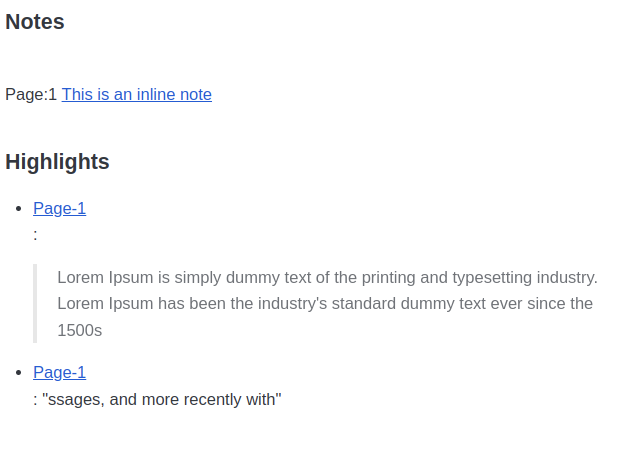 Notes
Page:1 This is an inline note
Highlights
Page-1
:
Lorem Ipsum is simply dummy text of the printing and typesetting industry.
Lorem Ipsum has been the industry's standard dummy text ever since the
1500s
Page-1
: "ssages, and more recently with"